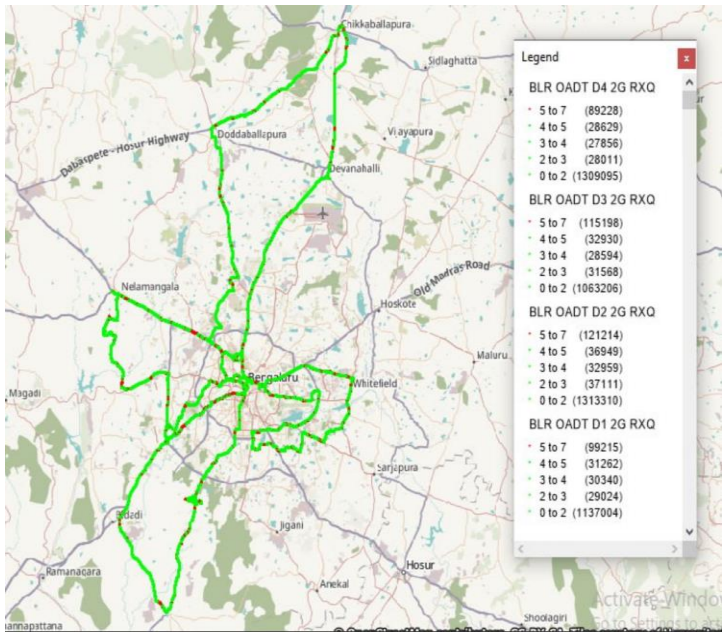 Chikkaballapura
Sidlaghatta
Doddaballapura
Dabaspete - Hosur Highway
Devanahalli
Nelamangala
Old Madras Road
Hoskote
Maluru
Bengaluru
Whitefield
Magadi
Sarjapura
Jigani
Ramanagara
Anekal
Hosur
Shoolagiri
Legend
x
BLR OADT D4 2G RXQ
5 to 7 (89228)
4 to 5 (28629)
3 to 4 (27856)
2 to 3 (28011)
0 to 2 (1309095)
BLR OADT D3 2G RXQ
5 to 7 (115198)
4 to 5 (32930)
3 to 4 (28594)
2 to 3 (31568)
0 to 2 (1063206)
BLR OADT D2 2G RXQ
5 to 7 (121214)
4 to 5 (36949)
3 to 4 (32959)
2 to 3 (37111)
0 to 2 (1313310)
BLR OADT D1 2G RXQ
5 to 7 (99215)
4 to 5 (31262)
3 to 4 (30340)
2 to 3 (29024)
0 to 2 (1137004)
Activate Window
Go to Settings to a